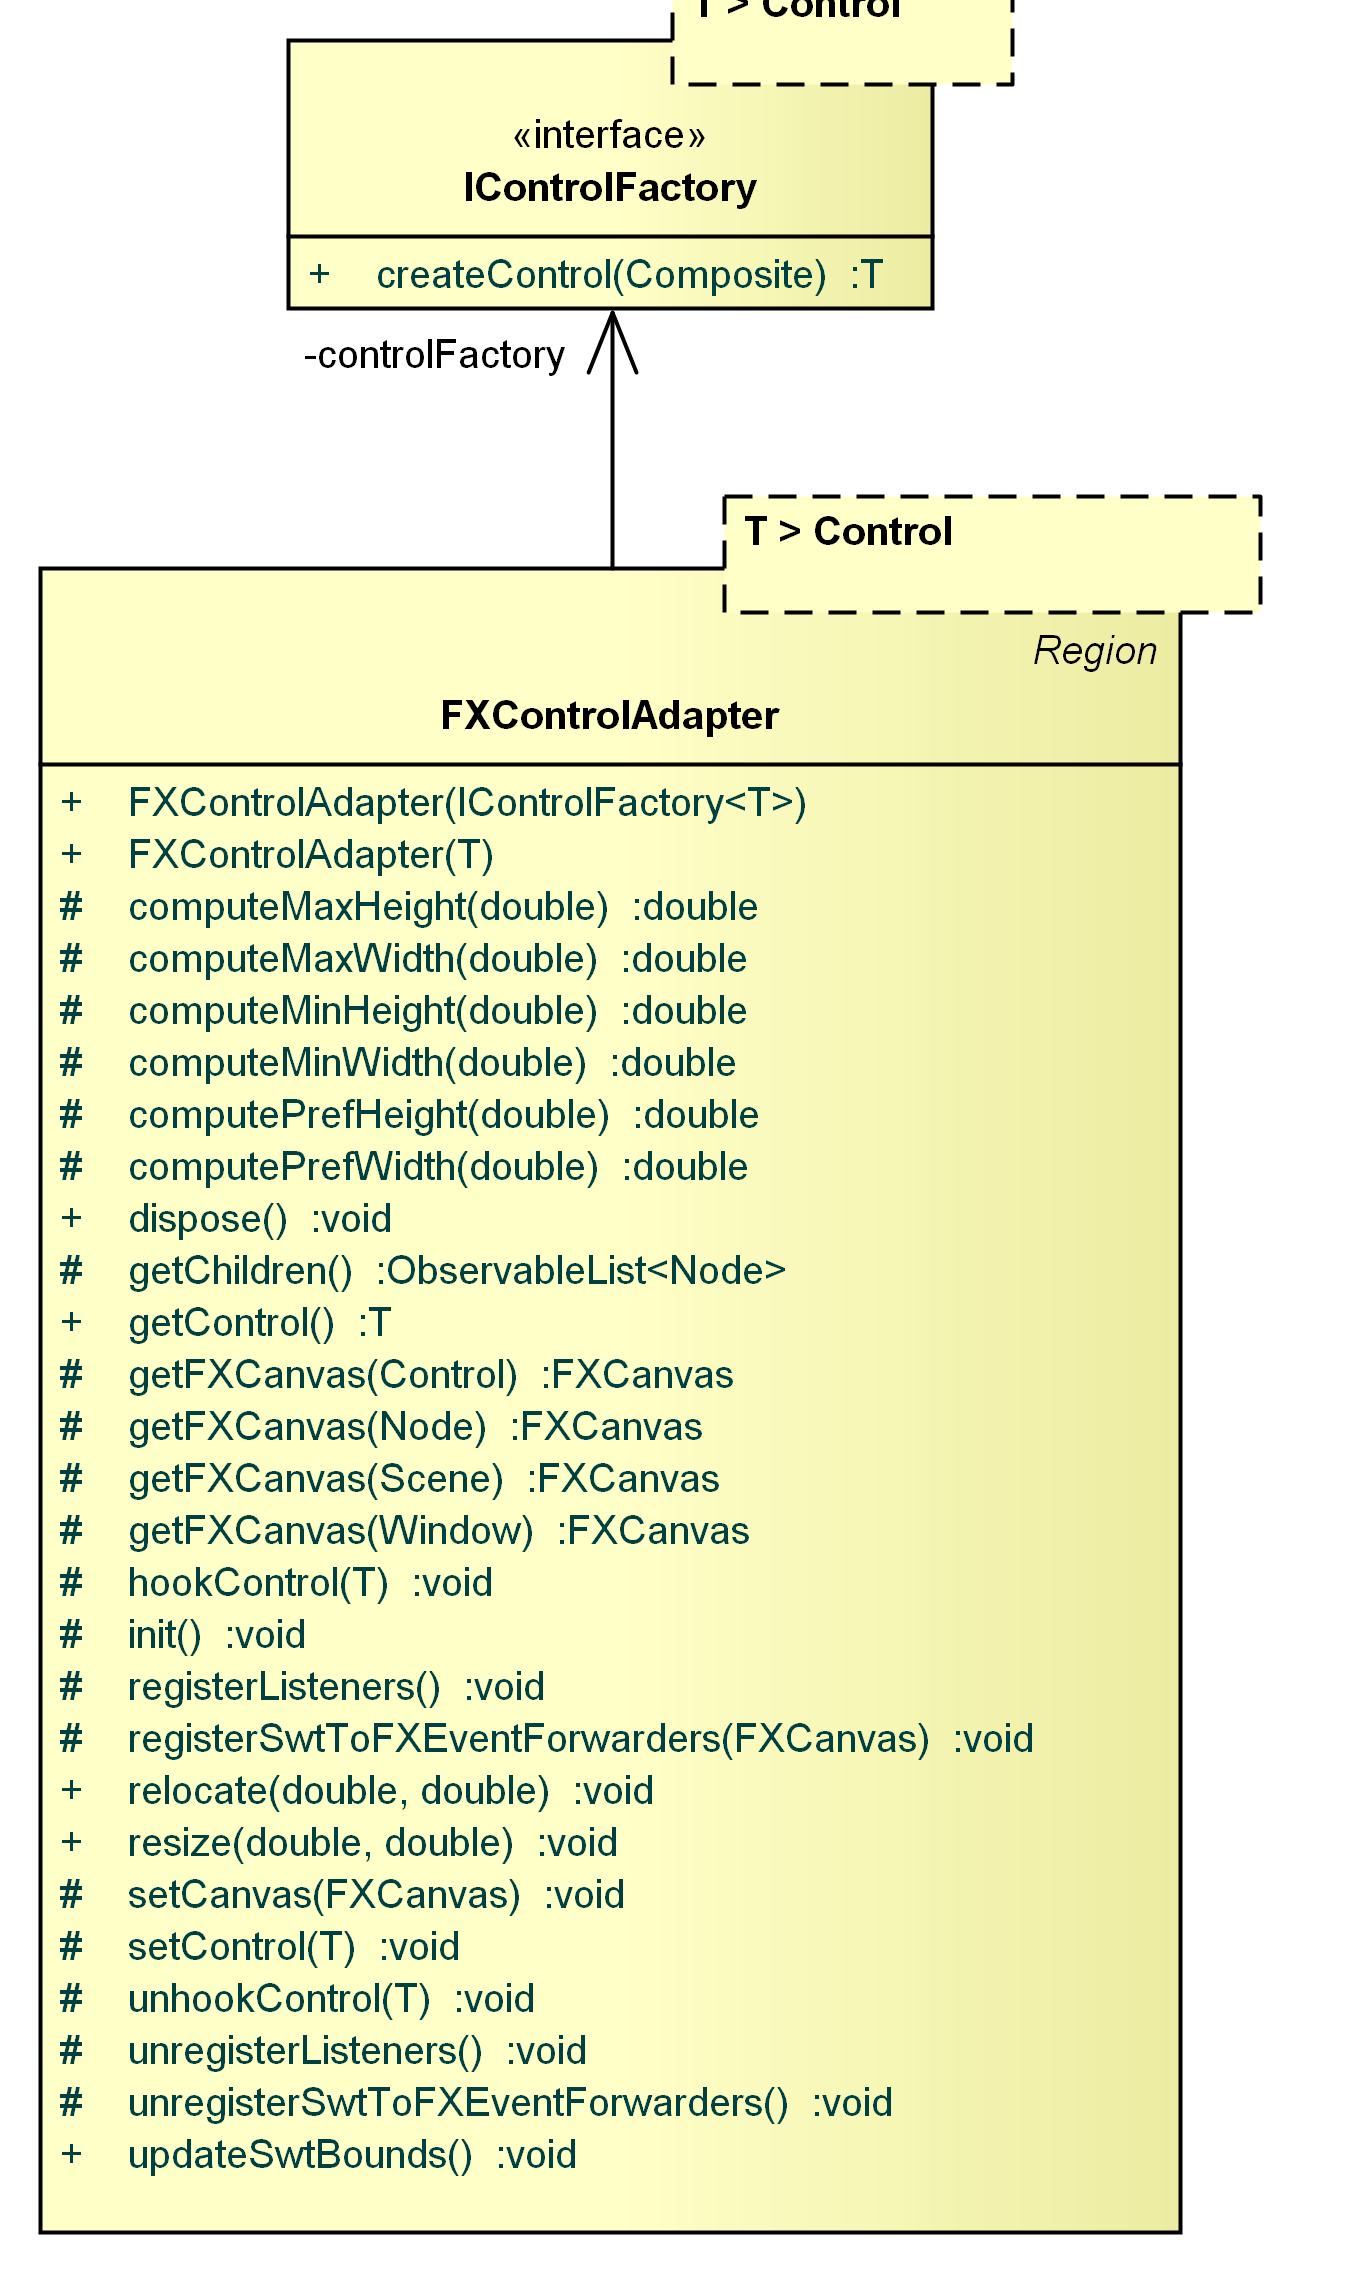 T > Control
«interface»
IControlFactory
+ createControl(Composite) :T
-controlFactory
T > Control
Region
FXControlAdapter
+ FXControlAdapter(IControlFactory<T>)
+ FXControlAdapter(T)
# computeMaxHeight(double) :double
# computeMaxWidth(double) :double
# computeMinHeight(double) :double
# computeMinWidth(double) :double
# computePrefHeight(double) :double
# computePrefWidth(double) :double
+ dispose() :void
# getChildren() :ObservableList<Node>
+ getControl() :T
# getFXCanvas(Control) :FXCanvas
# getFXCanvas(Node) :FXCanvas
# getFXCanvas(Scene) :FXCanvas
# getFXCanvas(Window) :FXCanvas
# hookControl(T) :void
# init() :void
# registerListeners() :void
# registerSwtToFXEventForwarders(FXCanvas) :void
+ relocate(double, double) :void
+ resize(double, double) :void
# setCanvas(FXCanvas) :void
# setControl(T) :void
# unhookControl(T) :void
# unregisterListeners() :void
# unregisterSwtToFXEventForwarders() :void
+ updateSwtBounds() :void